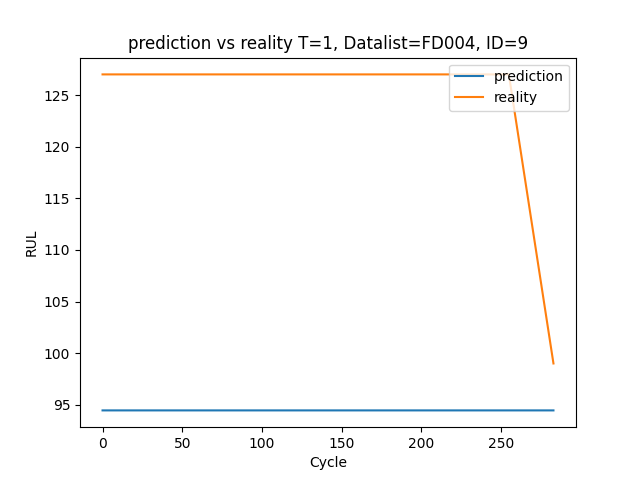 prediction vs reality T=1, Datalist=FD004, ID=9
prediction
reality
RUL
125
120
115
110
105
100
95
0 50 100 150 200 250
Cycle